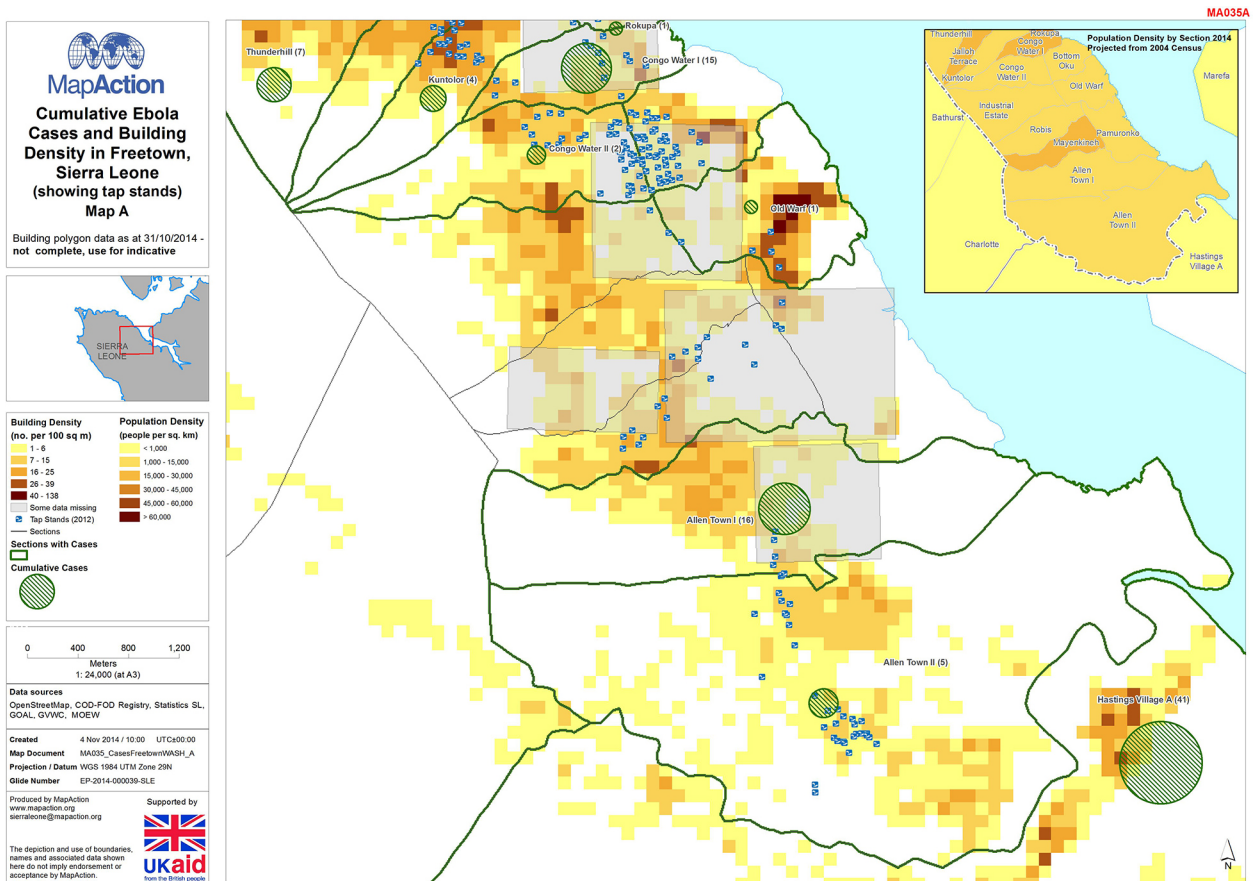 MA035A
MapAction
Cumulative Ebola
Cases and Building
Density in Freetown,
Sierra Leone
(showing tap stands)
Map A
Building polygon data as at 31/10/2014 -
not complete, use for indicative
SIERRA
LEONE
Building Density
(no. per 100 sq m)
1 - 6
7 - 15
16 - 25
26 - 39
40 - 138
Some data missing
Tap Stands (2012)
Sections
Sections with Cases
Cumulative Cases
Population Density
(people per sq. km)
< 1,000
1,000 - 15,000
15,000 - 30,000
30,000 - 45,000
45,000 - 60,000
> 60,000
0 400 800 1,200
Meters
1: 24,000 (at A3)
Data sources
OpenStreetMap, COD-FOD Registry, Statistics SL,
GOAL, GVWC, MOEW
Created 4 Nov 2014 / 10:00 UTC±00:00
Map Document MA035_CasesFreetownWASH_A
Projection / Datum WGS 1984 UTM Zone 29N
Glide Number EP-2014-000039-SLE
Produced by MapAction
www.mapaction.org
sierraleone@mapaction.org
The depiction and use of boundaries,
names and associated data shown
here do not imply endorsement or
acceptance by MapAction.
Supported by
UKaid
from the British people
Rokupa (1)
Thunderhill (7)
Congo Water I (15)
Kuntolor (4)
Congo Water II (2)
Old Warf (1)
Allen Town I (16)
Allen Town II (5)
Hastings Village A (41)
N
Population Density by Section 2014
Projected from 2004 Census
Thunderhill
Rokupa
Congo
Water I
Jalloh
Terrace
Bottom
Oku
Marefa
Kuntolor
Congo
Water II
Old Warf
Industrial
Estate
Bathurst
Robis
Pamuronko
Mayenkineh
Allen
Town I
Allen
Town II
Charlotte
Hastings
Village A